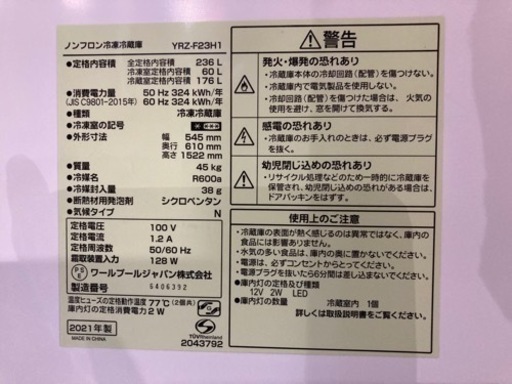 ノンフロン冷凍冷蔵庫 YRZ-F23H1
●定格内容積 全定格内容積 236 L
冷凍室定格内容積 60 L
冷蔵室定格内容積 176 L
●消費電力量 50 Hz 324 kWh/年
(JIS C9801-2015年) 60 Hz 324 kWh/年
●種類 冷凍冷蔵庫
●冷凍室の記号
●外形寸法 幅 545 mm
奥行 610 mm
高さ 1522 mm
●質量 45 kg
●冷媒名 R600a
●冷媒封入量 38 g
●断熱材用発泡剤 シクロペンタン
●気候タイプ N
定格電圧 100 V
定格電流 1.2 A
定格周波数 50/60 Hz
霜取装置入力 128 W
PSE ワールプールジャパン株式会社
製造番号 6406392
温度ヒューズの定格動作温度 77℃(2個共)
庫内灯の定格消費電力 2 W
2021年製
MADE IN CHINA
TÜVRheinland
2043792
警告
発火・爆発の恐れあり
・冷蔵庫本体の冷却回路(配管)を傷つけない。
・冷蔵庫内で電気製品を使用しない。
・冷却回路(配管)を傷つけた場合は、火気の
使用を避け、窓を開けて換気する。
感電の恐れあり
・冷蔵庫のお手入れのときは、必ず電源プラグ
を抜く。
幼児閉じ込めの恐れあり
・リサイクル処理などのため一時的に冷蔵庫
を保管され、幼児が閉じ込められる恐れがある場合は、
ドアパッキンをはずす。
使用上のご注意
・冷蔵庫の表面が熱く感じるのは異常ではなく、庫内の
食品には影響ありません。
・水気の多い食品は、庫内の奥に置かないでください。
・電源は、必ずコンセントからとってください。
・電源プラグを抜いたら6分間は差し込まないでください。
●庫内灯の定格及び種類
12V 2W LED
●庫内灯の数量 冷蔵室内 1個
詳しくは取扱説明書をご覧ください。